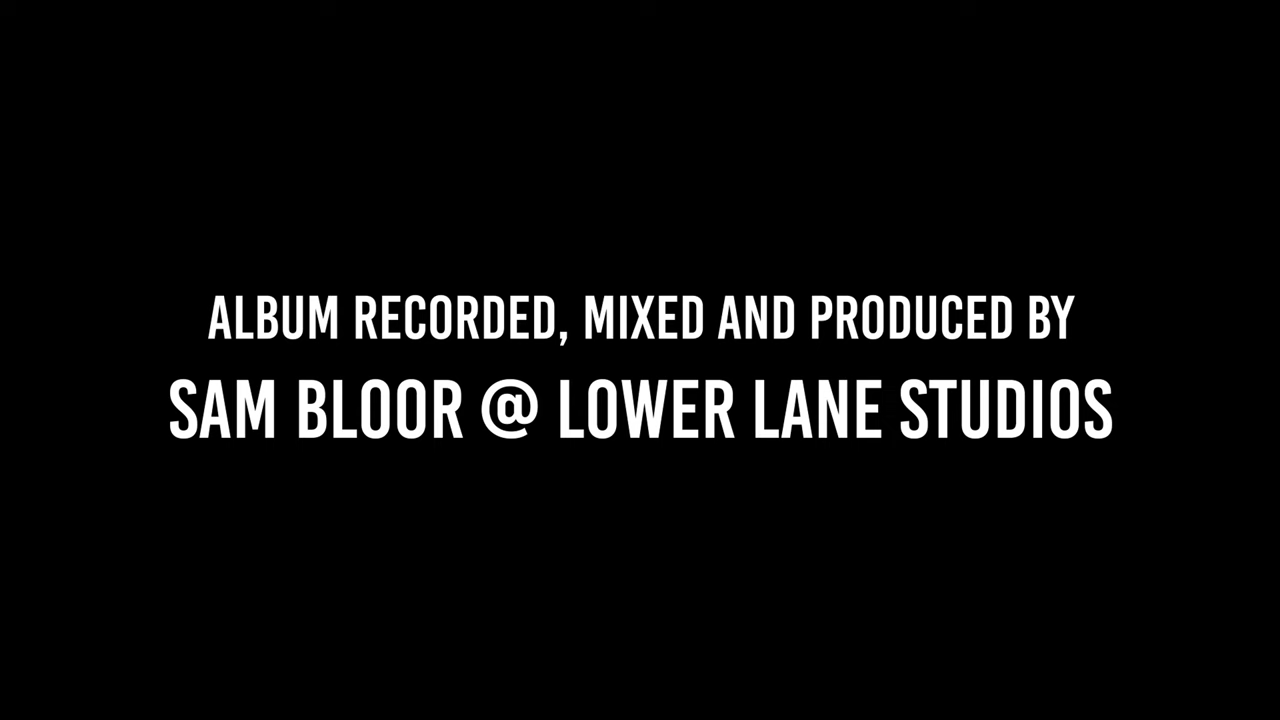 ALBUM RECORDED, MIXED AND PRODUCED BY
SAM BLOOR @ LOWER LANE STUDIOS